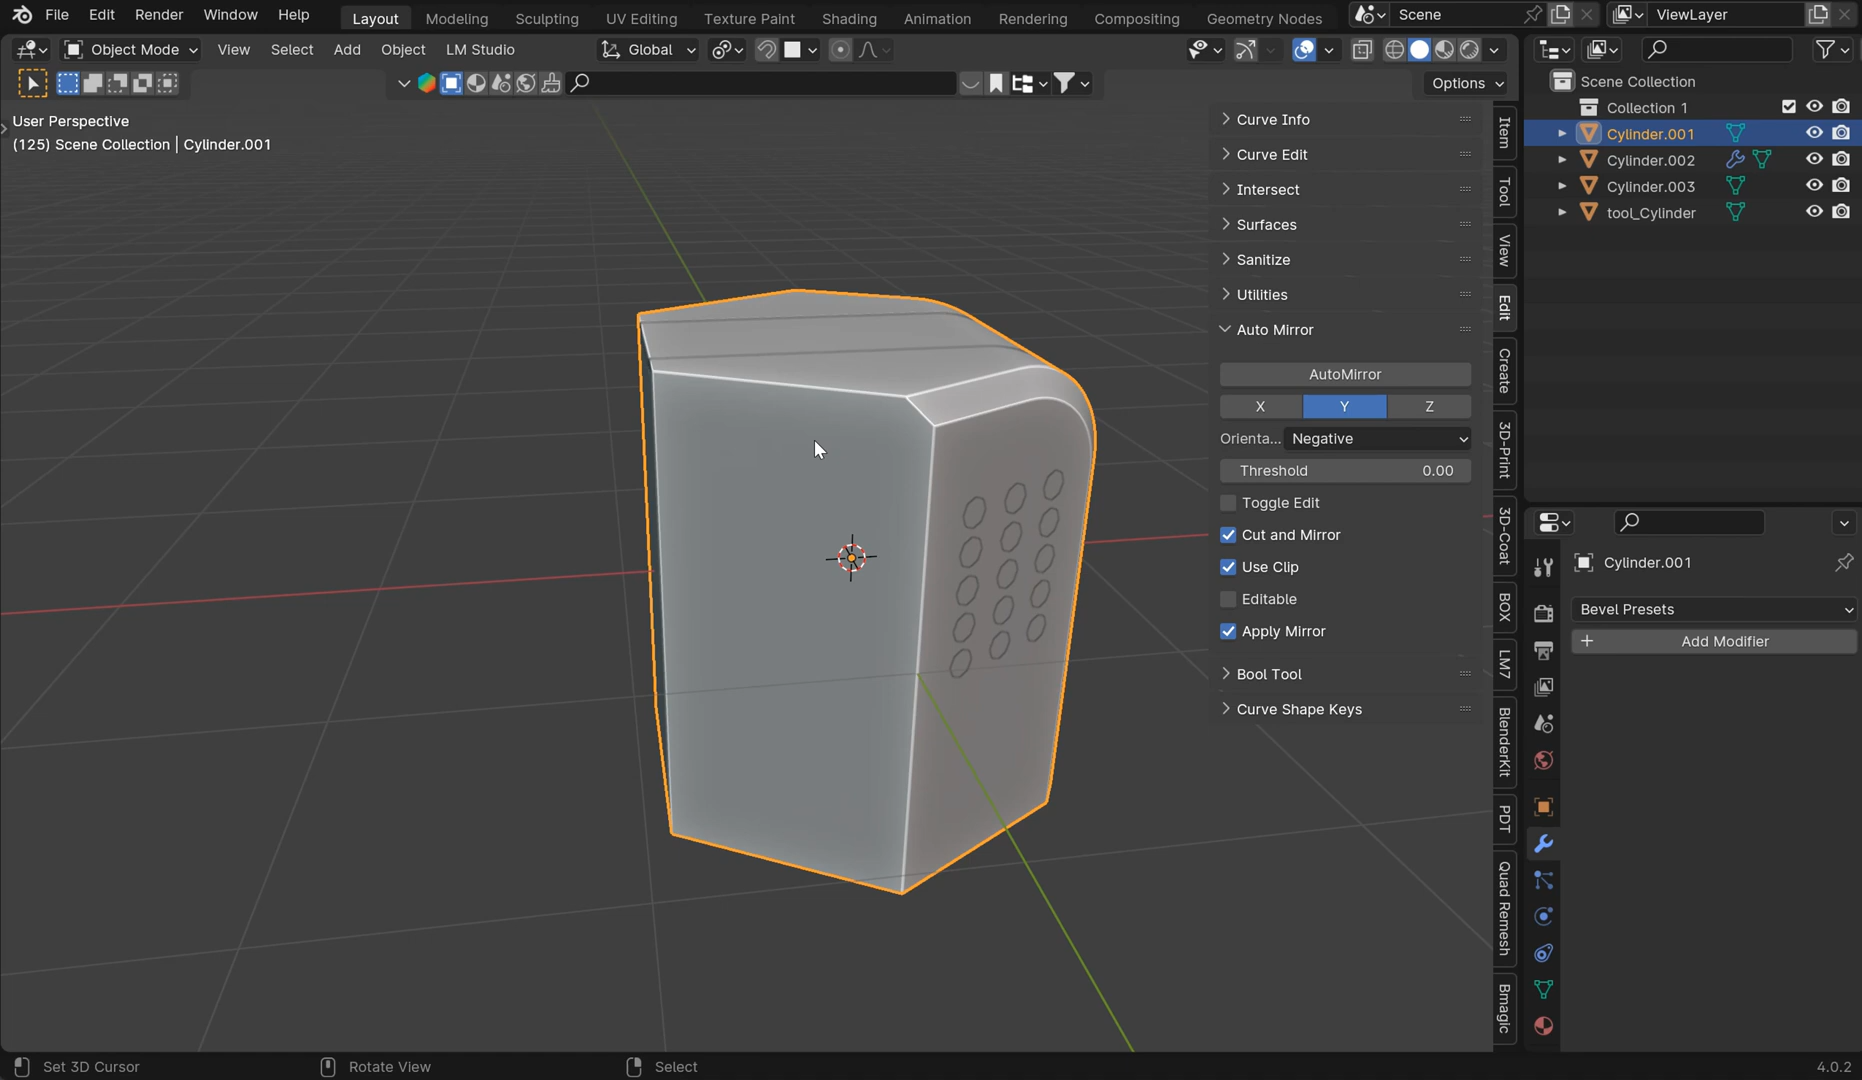 File Edit Render Window Help Layout Modeling Sculpting UV Editing Texture Paint Shading Animation Rendering Compositing Geometry Nodes Scene ViewLayer
Object Mode View Select Add Object LM Studio Global
Options
User Perspective
(125) Scene Collection | Cylinder.001
Curve Info
Curve Edit
Intersect
Surfaces
Sanitize
Utilities
Auto Mirror
AutoMirror
X Y Z
Orienta... Negative
Threshold 0.00
Toggle Edit
Cut and Mirror
Use Clip
Editable
Apply Mirror
Bool Tool
Curve Shape Keys
Item
Tool
View
Edit
Create
3D-Print
3D-Coat
BOX
LM7
BlenderKit
PDT
Quad Remesh
Bmagic
Scene Collection
Collection 1
Cylinder.001
Cylinder.002
Cylinder.003
tool_Cylinder
Cylinder.001
Bevel Presets
+ Add Modifier
Set 3D Cursor Rotate View Select 4.0.2